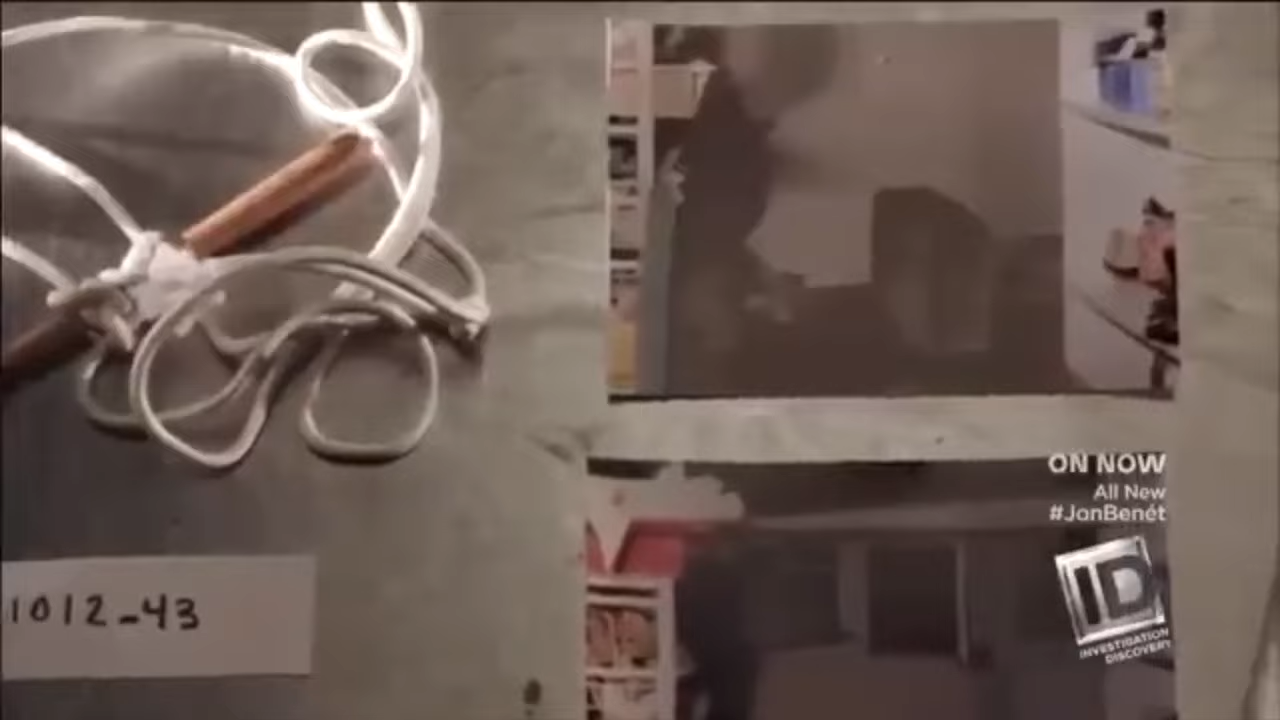 1012-43
ON NOW
All New
#JonBenét
ID
INVESTIGATION
DISCOVERY